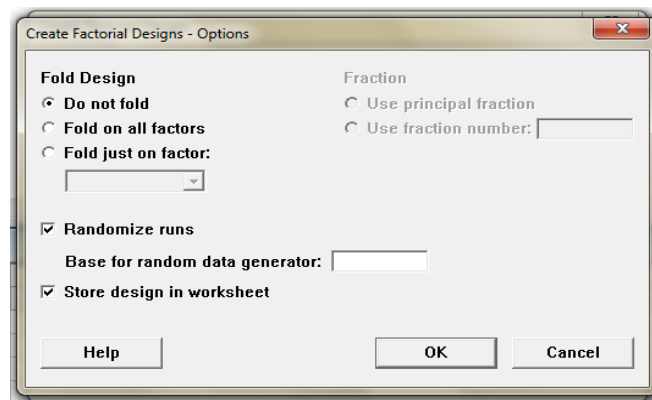 Create Factorial Designs - Options
Fold Design
Do not fold
Fold on all factors
Fold just on factor:
Fraction
Use principal fraction
Use fraction number:
Randomize runs
Base for random data generator:
Store design in worksheet
Help
OK
Cancel